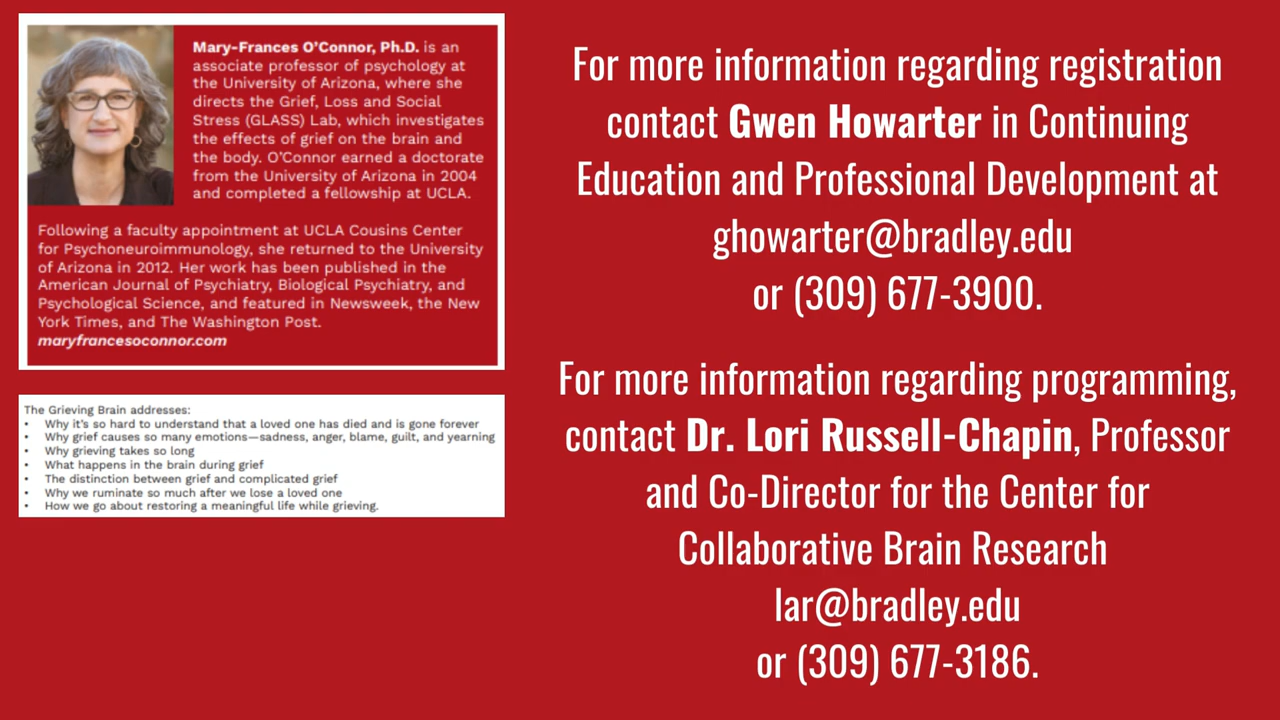 Mary-Frances O'Connor, Ph.D. is an
associate professor of psychology at
the University of Arizona, where she
directs the Grief, Loss and Social
Stress (GLASS) Lab, which investigates
the effects of grief on the brain and
the body. O'Connor earned a doctorate
from the University of Arizona in 2004
and completed a fellowship at UCLA.
Following a faculty appointment at UCLA Cousins Center
for Psychoneuroimmunology, she returned to the University
of Arizona in 2012. Her work has been published in the
American Journal of Psychiatry, Biological Psychiatry, and
Psychological Science, and featured in Newsweek, the New
York Times, and The Washington Post.
maryfrancesoconnor.com
The Grieving Brain addresses:
• Why it's so hard to understand that a loved one has died and is gone forever
• Why grief causes so many emotions—sadness, anger, blame, guilt, and yearning
• Why grieving takes so long
• What happens in the brain during grief
• The distinction between grief and complicated grief
• Why we ruminate so much after we lose a loved one
• How we go about restoring a meaningful life while grieving.
For more information regarding registration
contact Gwen Howarter in Continuing
Education and Professional Development at
ghowarter@bradley.edu
or (309) 677-3900.
For more information regarding programming,
contact Dr. Lori Russell-Chapin, Professor
and Co-Director for the Center for
Collaborative Brain Research
lar@bradley.edu
or (309) 677-3186.